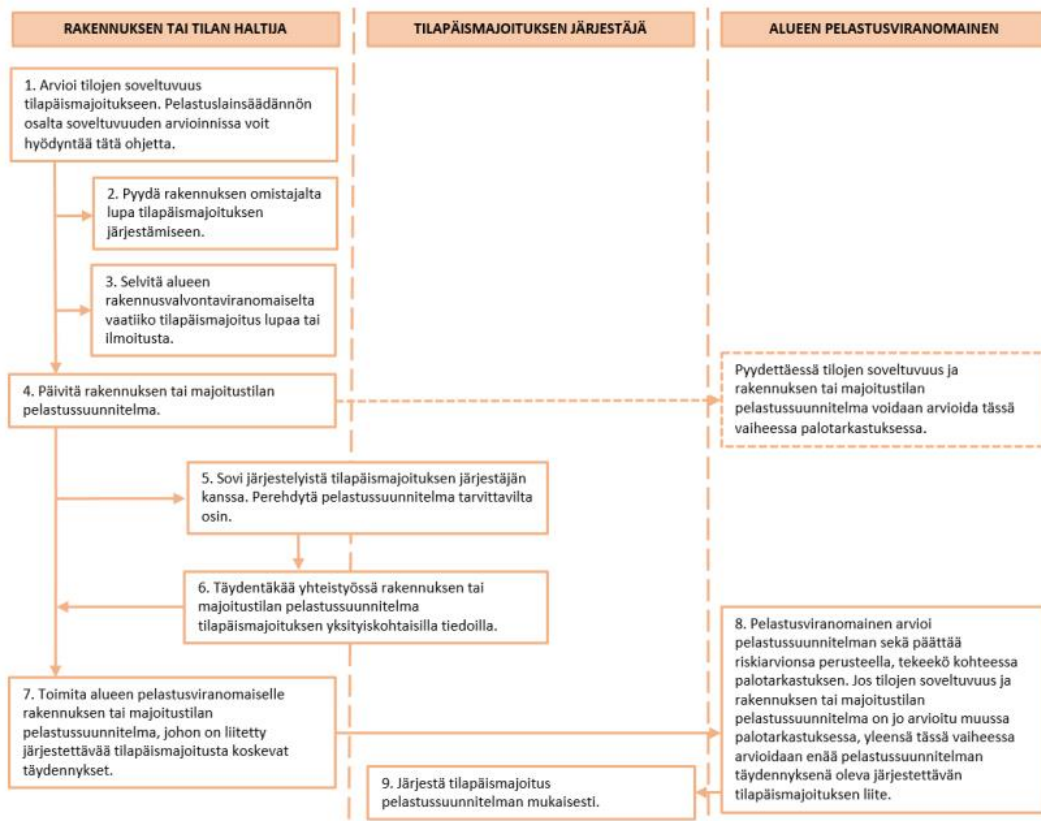 RAKENNUKSEN TAI TILAN HALTIJA
TILAPÄISMAJOITUKSEN JÄRJESTÄJÄ
ALUEEN PELASTUSVIRANOMAINEN
1. Arvioi tilojen soveltuvuus
tilapäismajoitukseen. Pelastuslainsäädännön
osalta soveltuvuuden arvioinnissa voit
hyödyntää tätä ohjetta.
2. Pyydä rakennuksen omistajalta
lupa tilapäismajoituksen
järjestämiseen.
3. Selvitä alueen
rakennusvalvontaviranomaiselta
vaatiiko tilapäismajoitus lupaa tai
ilmoitusta.
4. Päivitä rakennuksen tai majoitustilan
pelastussuunnitelma.
Pyydettäessä tilojen soveltuvuus ja
rakennuksen tai majoitustilan
pelastussuunnitelma voidaan arvioida tässä
vaiheessa palotarkastuksessa.
5. Sovi järjestelyistä tilapäismajoituksen järjestäjän
kanssa. Perehdytä pelastussuunnitelma tarvittavilta
osin.
6. Täydentäkää yhteistyössä rakennuksen tai
majoitustilan pelastussuunnitelma
tilapäismajoituksen yksityiskohtaisilla tiedoilla.
7. Toimita alueen pelastusviranomaiselle
rakennuksen tai majoitustilan
pelastussuunnitelma, johon on liitetty
järjestettävää tilapäismajoitusta koskevat
täydennykset.
8. Pelastusviranomainen arvioi
pelastussuunnitelman sekä päättää
riskiarvionsa perusteella, tekeekö kohteessa
palotarkastuksen. Jos tilojen soveltuvuus ja
rakennuksen tai majoitustilan
pelastussuunnitelma on jo arvioitu muussa
palotarkastuksessa, yleensä tässä vaiheessa
arvioidaan enää pelastussuunnitelman
täydennyksenä oleva järjestettävän
tilapäismajoituksen liite.
9. Järjestä tilapäismajoitus
pelastussuunnitelman mukaisesti.